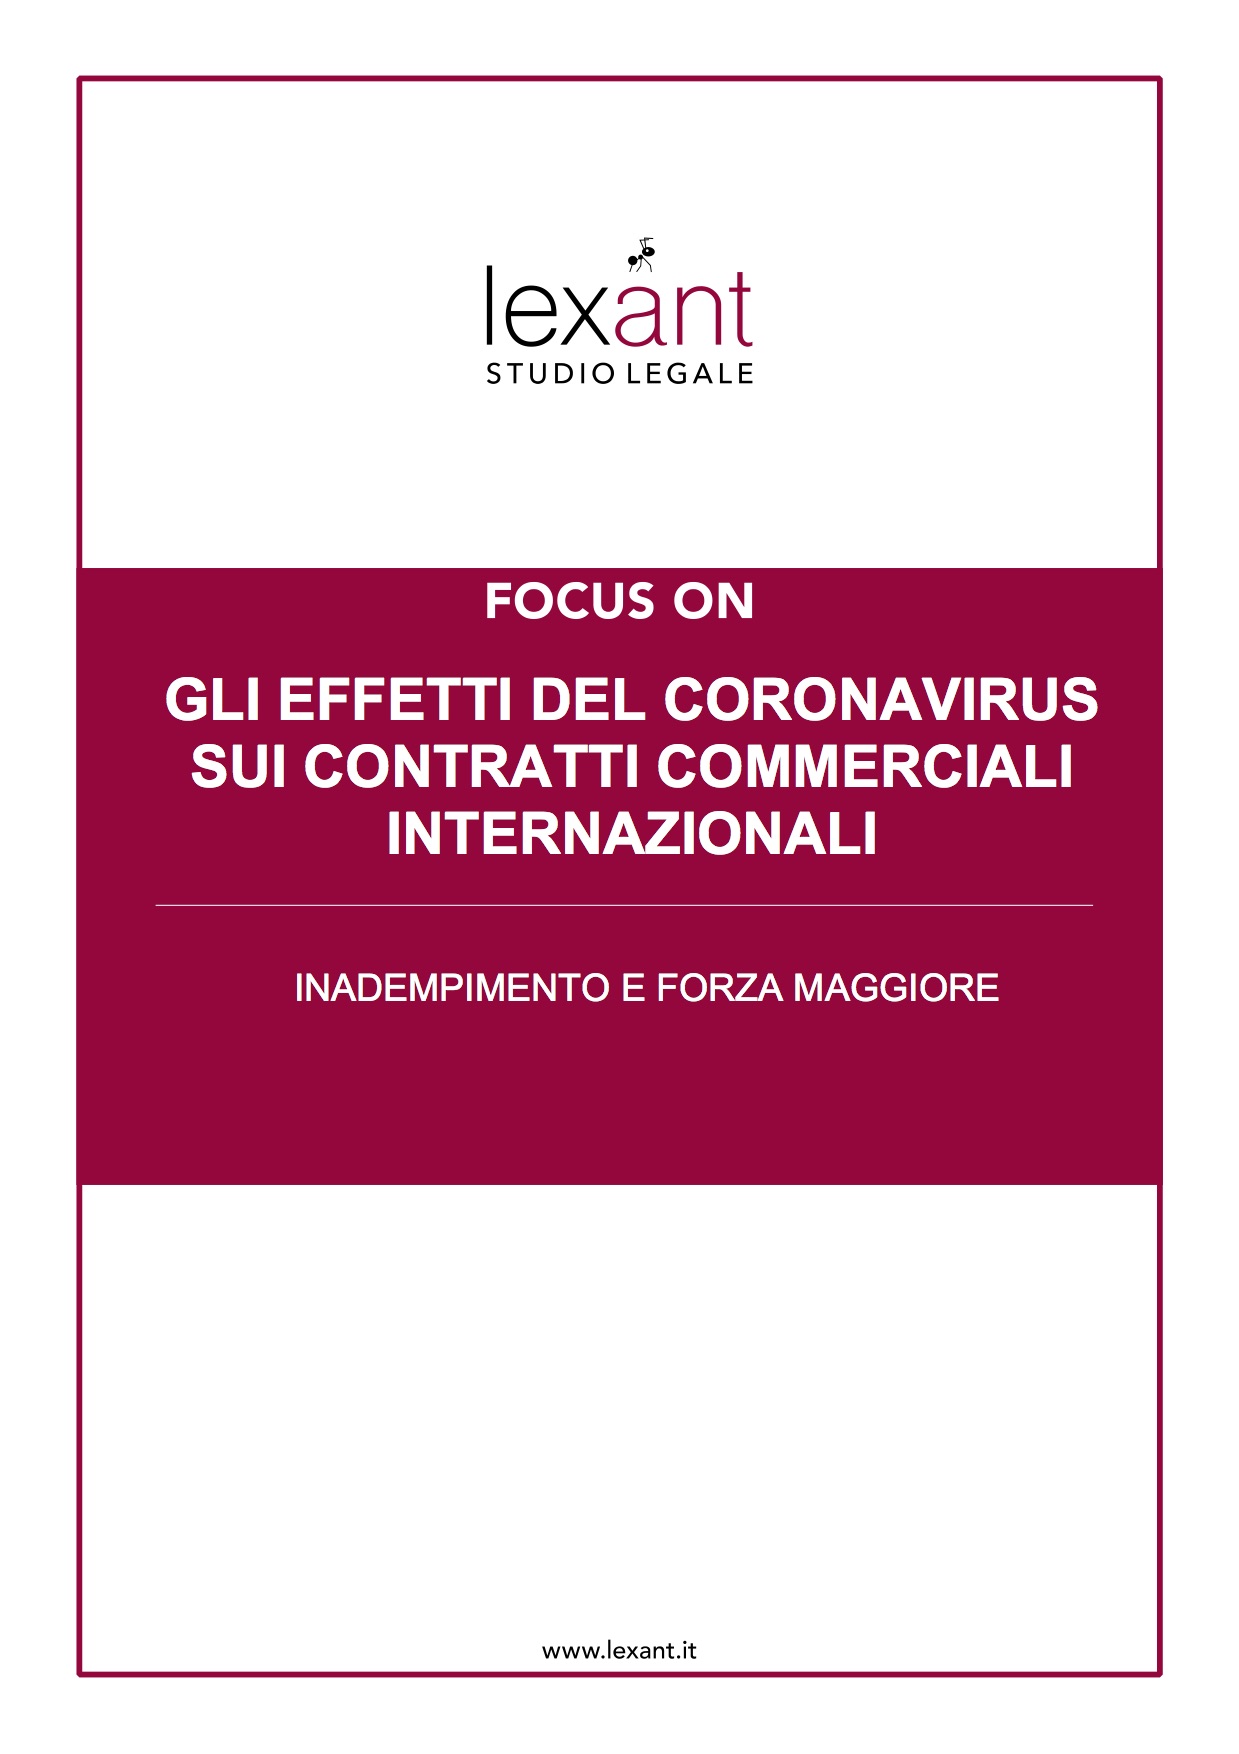 lexant
STUDIO LEGALE
FOCUS ON
GLI EFFETTI DEL CORONAVIRUS
SUI CONTRATTI COMMERCIALI
INTERNAZIONALI
INADEMPIMENTO E FORZA MAGGIORE
www.lexant.it